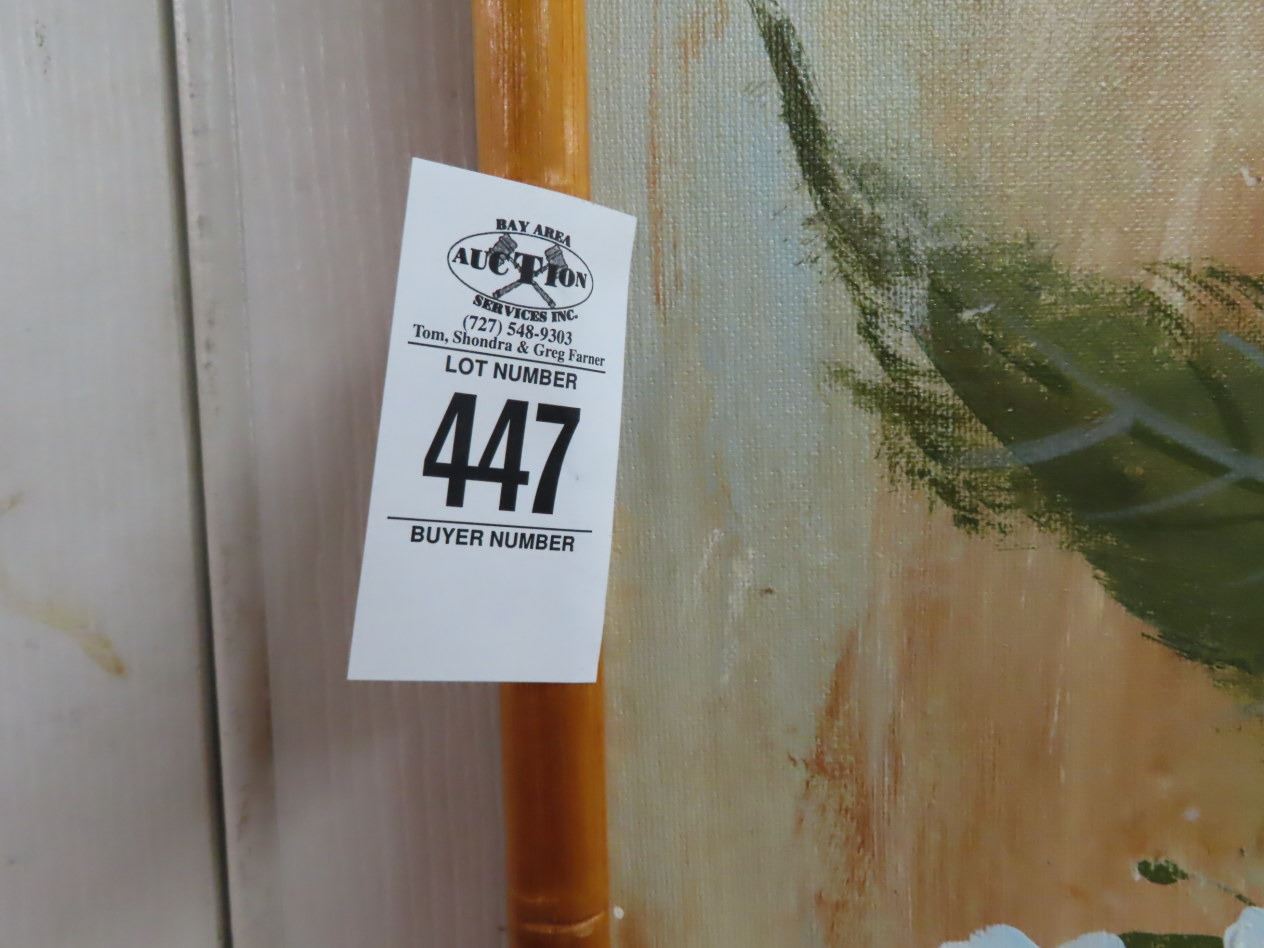 BAY AREA
AUCTION
SERVICES INC.
(727) 548-9303
Tom, Shondra & Greg Farner
LOT NUMBER
447
BUYER NUMBER